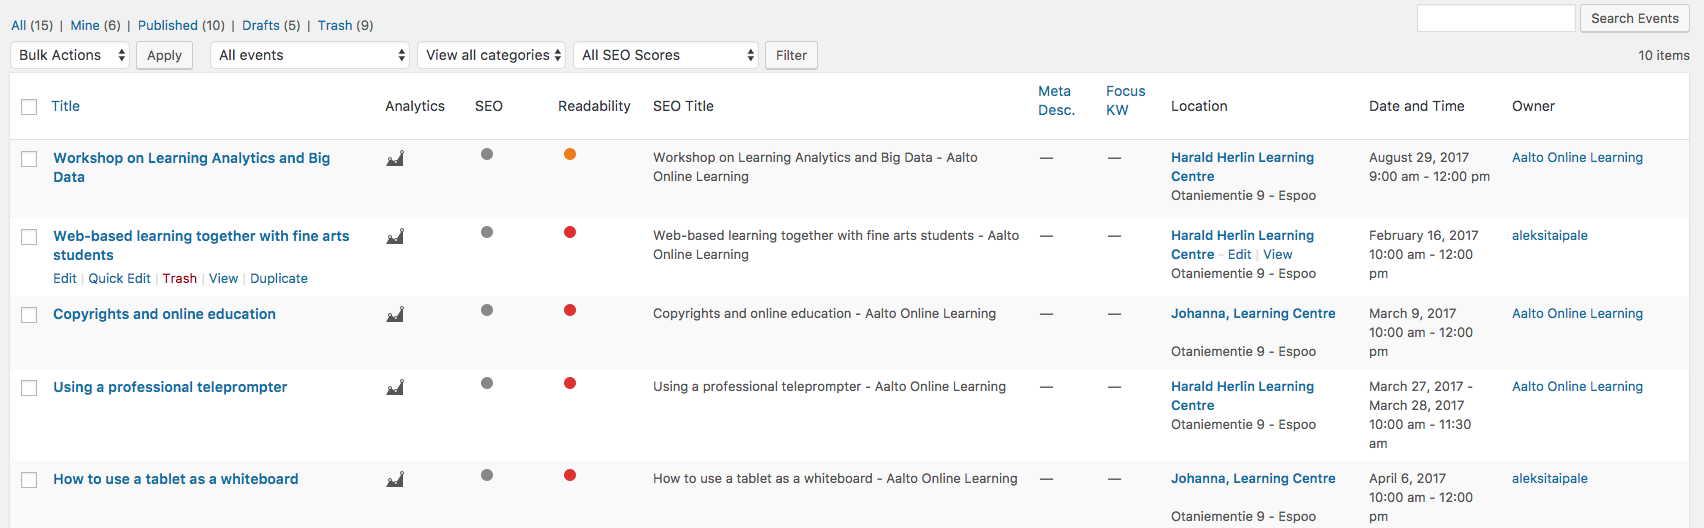 All (15) | Mine (6) | Published (10) | Drafts (5) | Trash (9)
Search Events
Bulk Actions Apply All events View all categories All SEO Scores Filter 10 items
Title Analytics SEO Readability SEO Title Meta Desc. Focus KW Location Date and Time Owner
Workshop on Learning Analytics and Big
Data
Workshop on Learning Analytics and Big Data - Aalto
Online Learning
— —
Harald Herlin Learning
Centre
Otaniementie 9 - Espoo
August 29, 2017
9:00 am - 12:00 pm
Aalto Online Learning
Web-based learning together with fine arts
students
Edit | Quick Edit | Trash | View | Duplicate
Web-based learning together with fine arts students - Aalto
Online Learning
— —
Harald Herlin Learning
Centre - Edit | View
Otaniementie 9 - Espoo
February 16, 2017
10:00 am - 12:00
pm
aleksitaipale
Copyrights and online education
Copyrights and online education - Aalto Online Learning
— —
Johanna, Learning Centre
Otaniementie 9 - Espoo
March 9, 2017
10:00 am - 12:00
pm
Aalto Online Learning
Using a professional teleprompter
Using a professional teleprompter - Aalto Online Learning
— —
Harald Herlin Learning
Centre
Otaniementie 9 - Espoo
March 27, 2017 -
March 28, 2017
10:00 am - 11:30
am
Aalto Online Learning
How to use a tablet as a whiteboard
How to use a tablet as a whiteboard - Aalto Online Learning
— —
Johanna, Learning Centre
Otaniementie 9 - Espoo
April 6, 2017
10:00 am - 12:00
pm
aleksitaipale